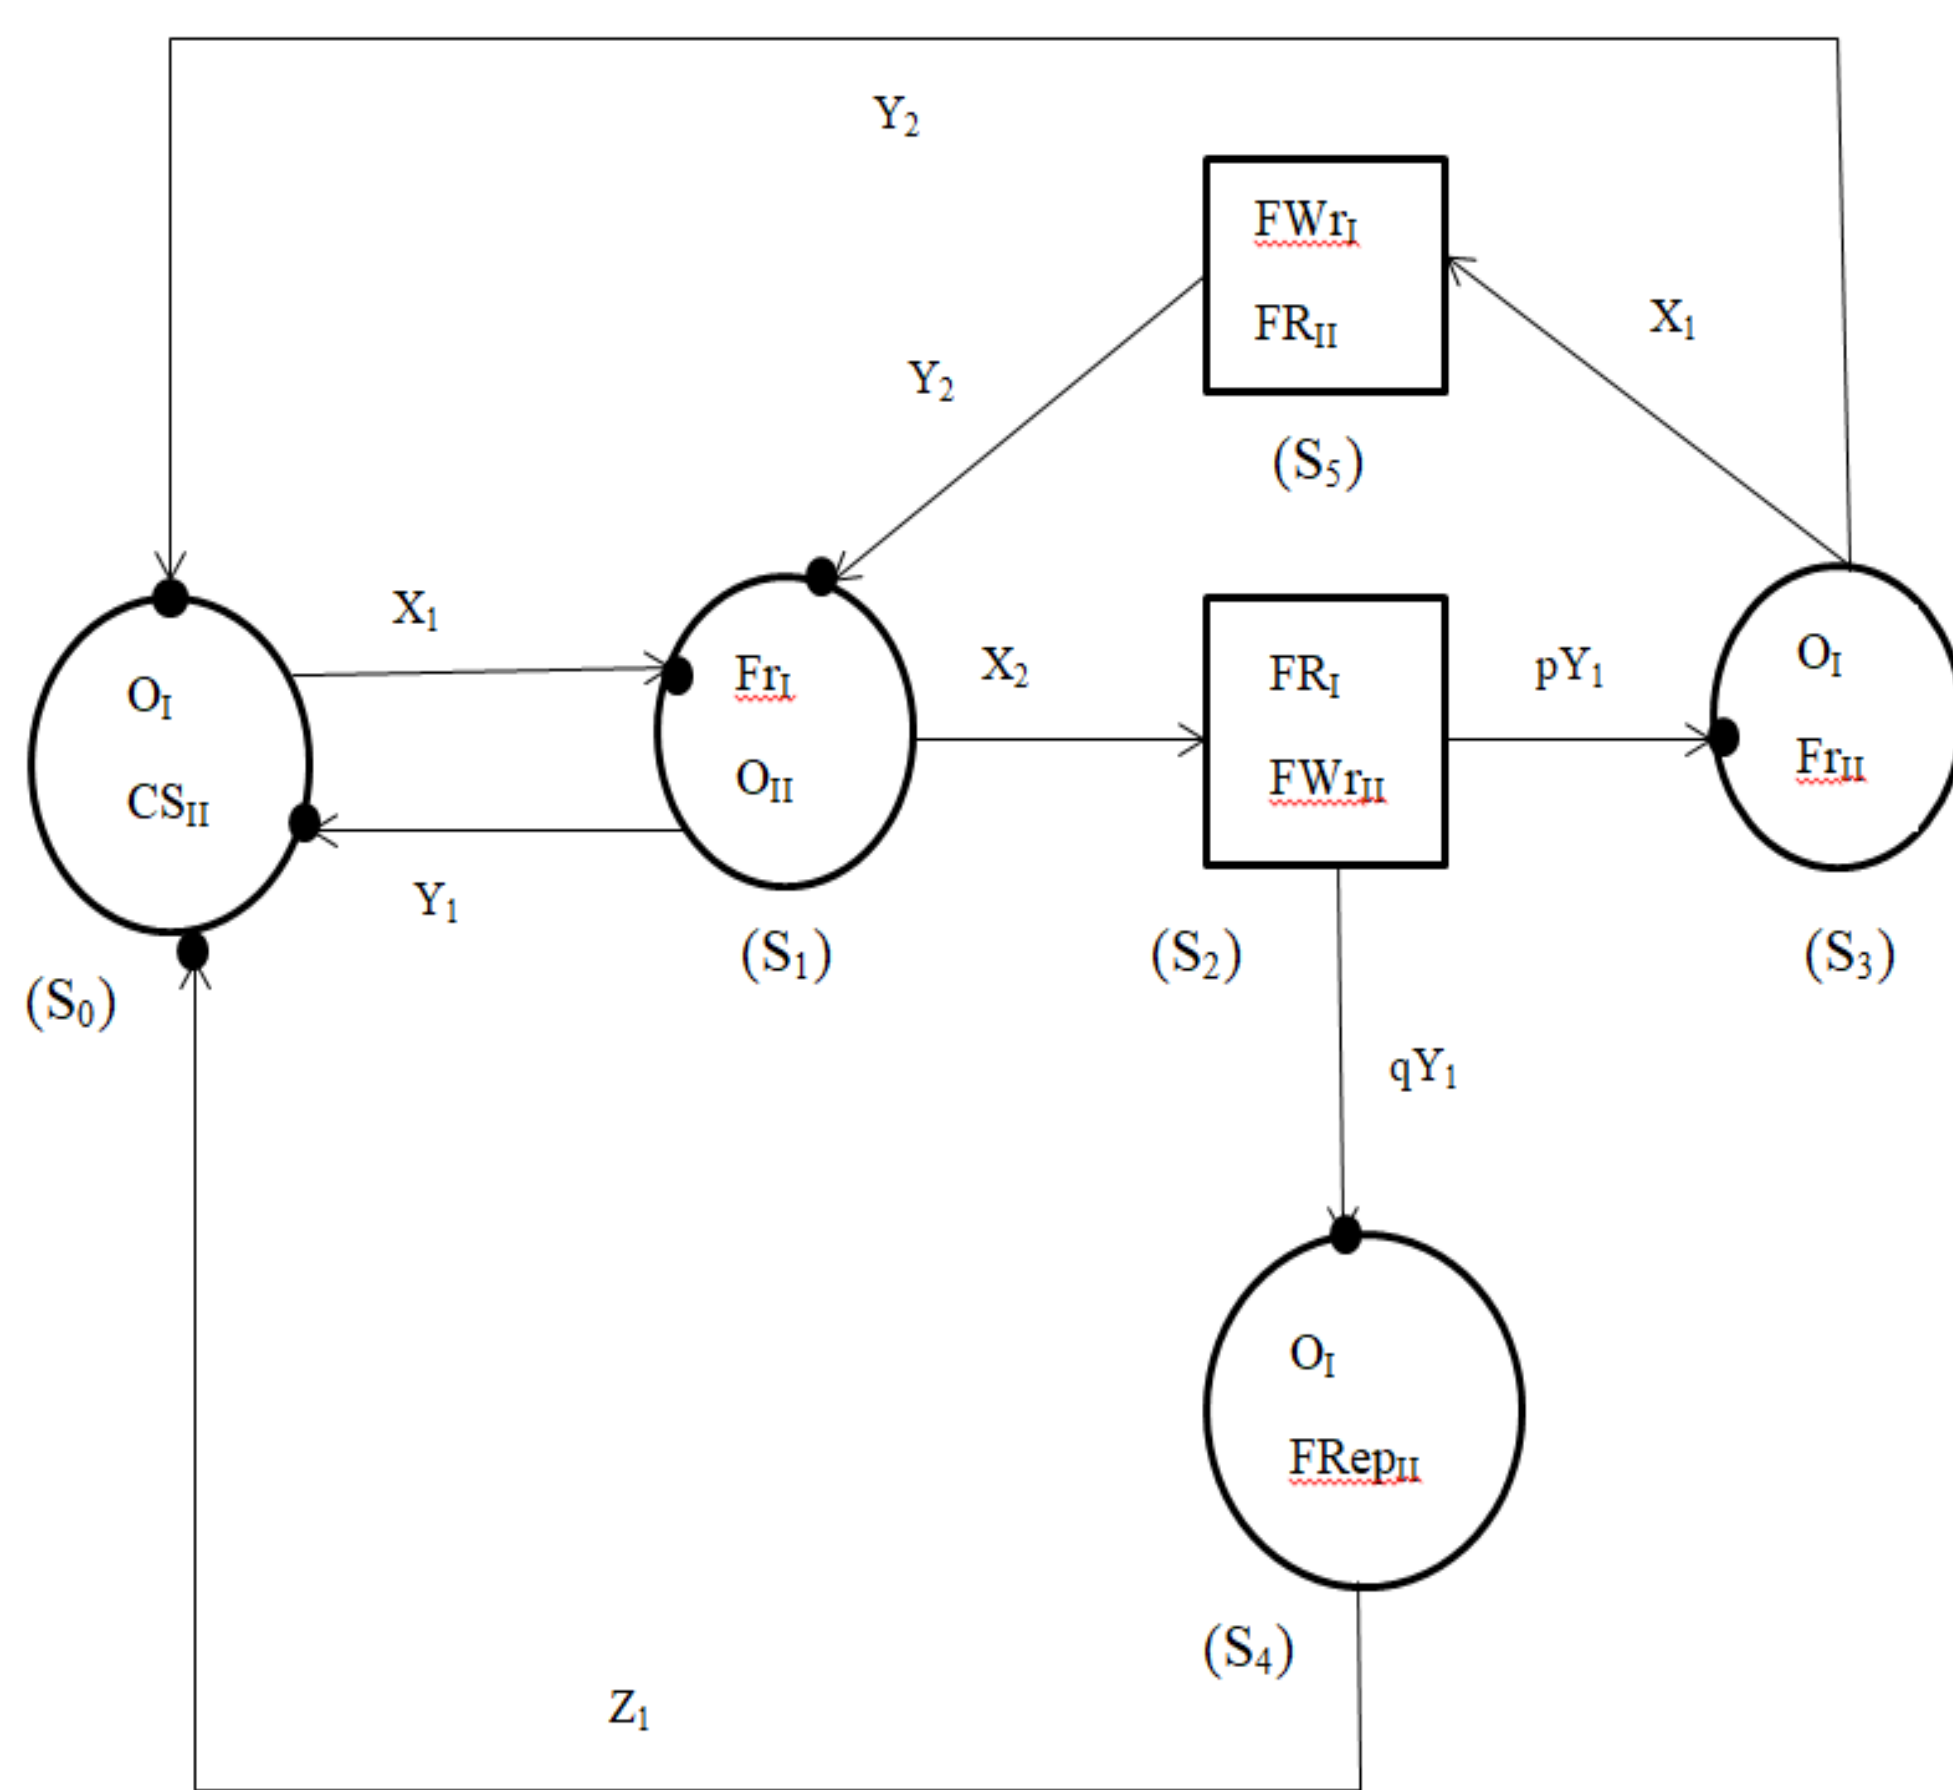 Y₂
FWrI
FRII
X₁
Y₂
(S₅)
X₁
OI
CSII
FrI
OII
X₂
FRI
FWrII
pY₁
OI
FrII
Y₁
(S₀)
(S₁)
(S₂)
(S₃)
qY₁
OI
FRepII
(S₄)
Z₁